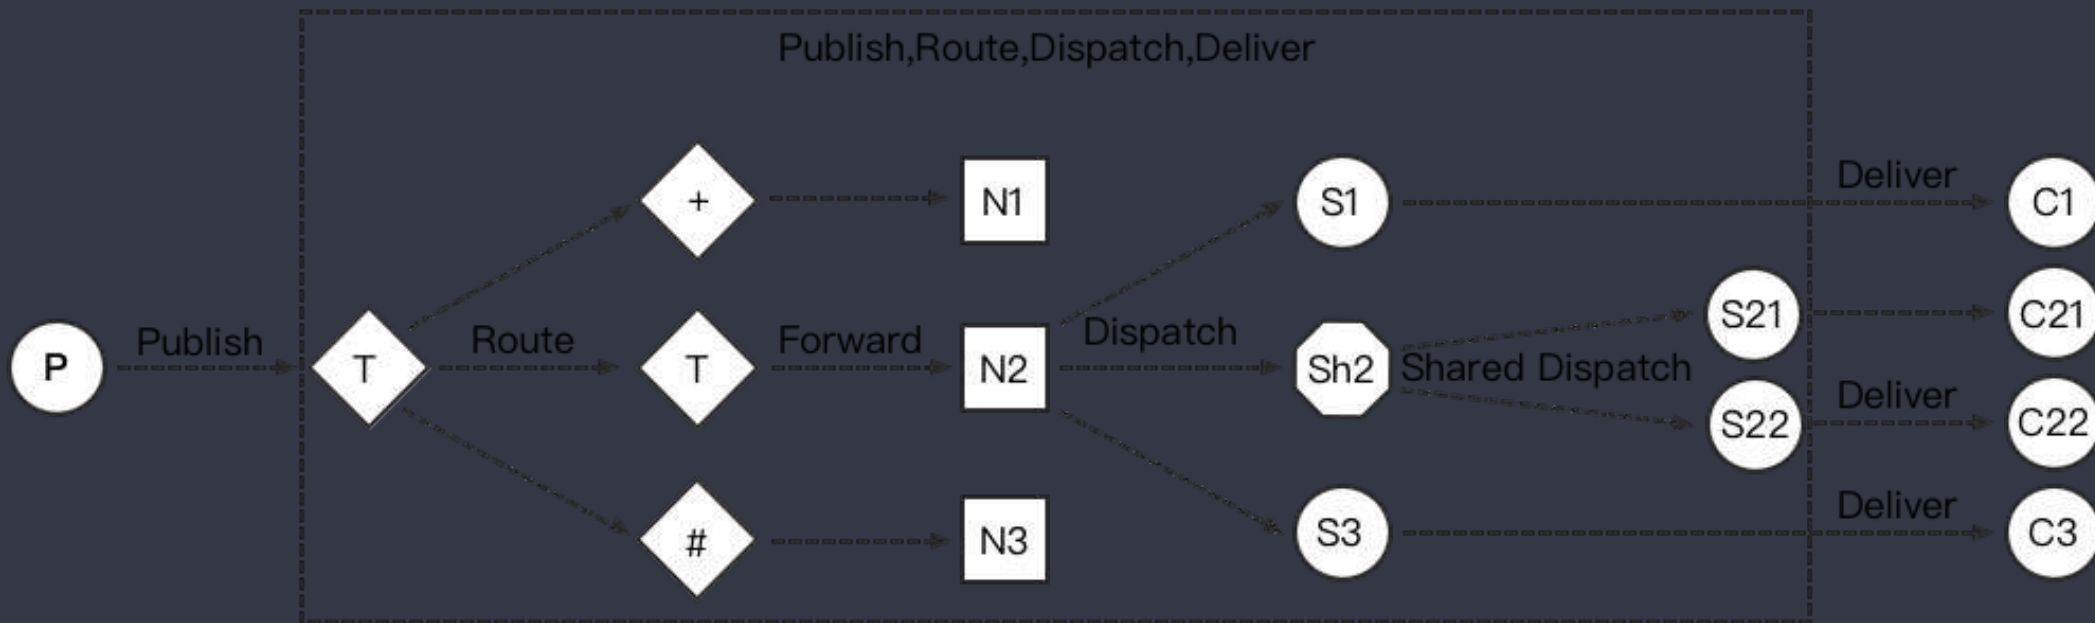 Publish,Route,Dispatch,Deliver
P
Publish
T
Route
+
T
#
Forward
N1
N2
N3
Dispatch
S1
Sh2
S3
Shared Dispatch
S21
S22
Deliver
Deliver
Deliver
C1
C21
C22
C3